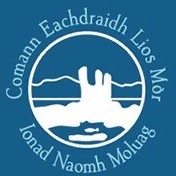 Comann Eachdraidh Lios Mòr
Ionad Naomh Moluag